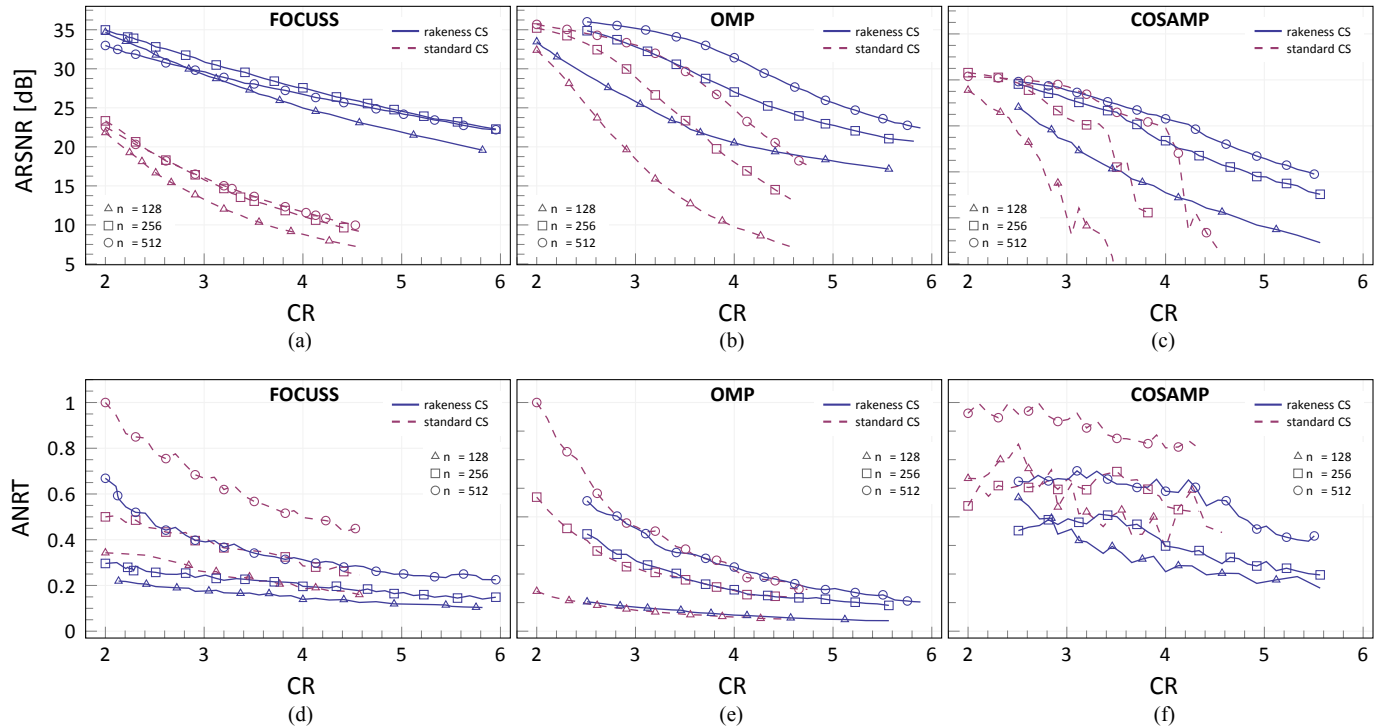 FOCUSS
OMP
COSAMP
rakeness CS
standard CS
rakeness CS
standard CS
rakeness CS
standard CS
ARSNR [dB]
35
30
25
20
15
10
5
n = 128
n = 256
n = 512
n = 128
n = 256
n = 512
n = 128
n = 256
n = 512
2 3 4 5 6
2 3 4 5 6
2 3 4 5 6
CR
CR
CR
(a)
(b)
(c)
FOCUSS
OMP
COSAMP
rakeness CS
standard CS
rakeness CS
standard CS
rakeness CS
standard CS
n = 128
n = 256
n = 512
n = 128
n = 256
n = 512
n = 128
n = 256
n = 512
ANRT
1
0.8
0.6
0.4
0.2
0
2 3 4 5 6
2 3 4 5 6
2 3 4 5 6
CR
CR
CR
(d)
(e)
(f)